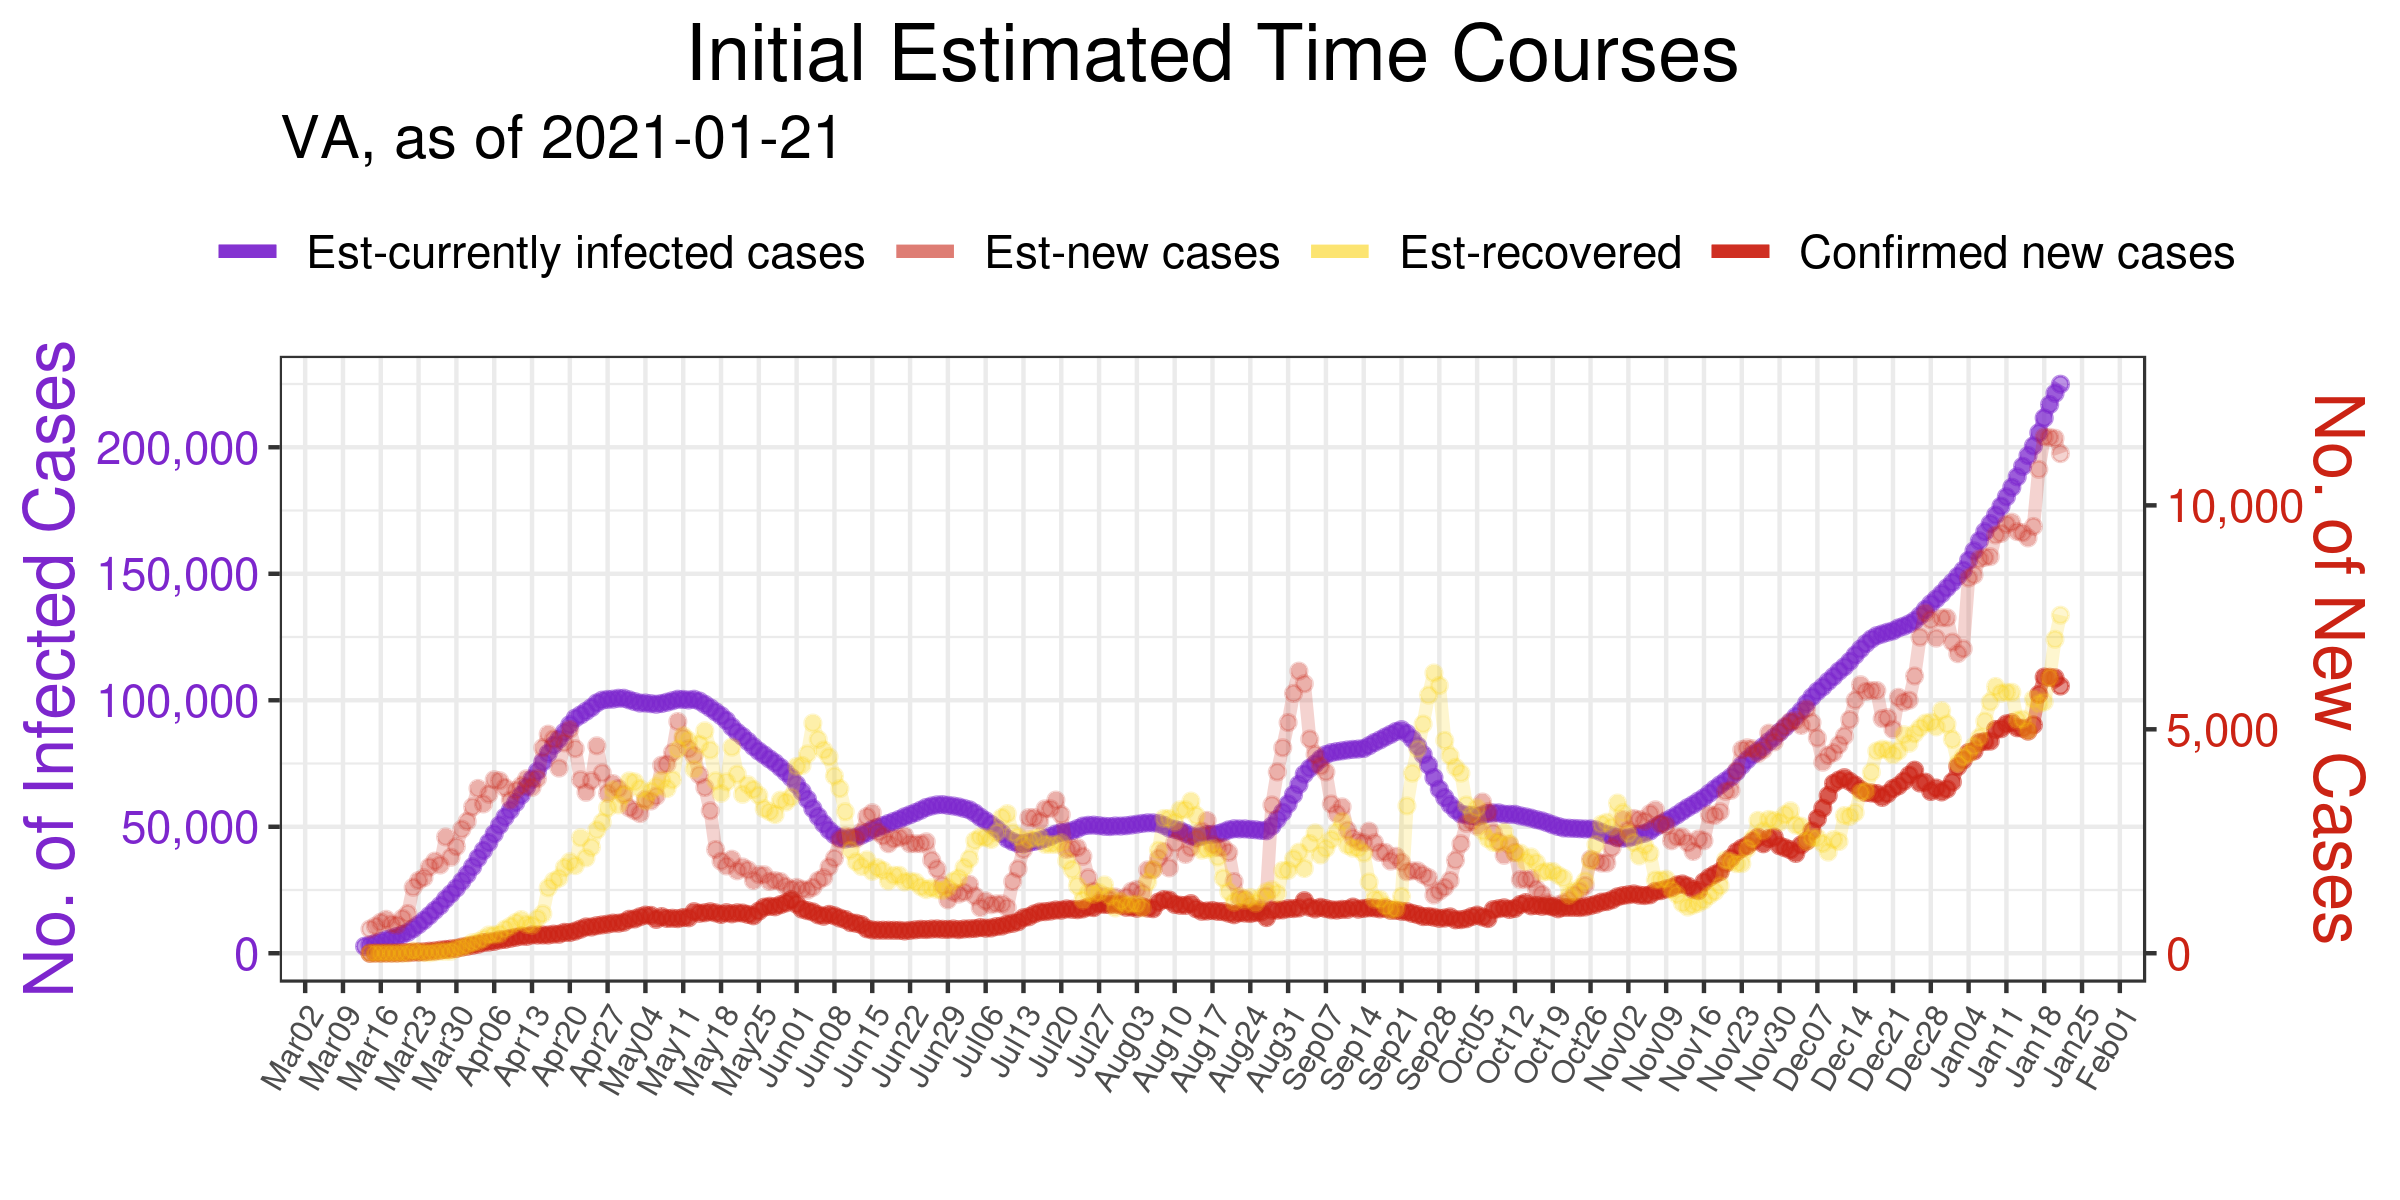 Initial Estimated Time Courses
VA, as of 2021-01-21
Est-currently infected cases Est-new cases Est-recovered Confirmed new cases
No. of Infected Cases
200,000
150,000
100,000
50,000
0
10,000
5,000
0
No. of New Cases
Mar02 Mar09 Mar16 Mar23 Mar30 Apr06 Apr13 Apr20 Apr27 May04 May11 May18 May25 Jun01 Jun08 Jun15 Jun22 Jun29 Jul06 Jul13 Jul20 Jul27 Aug03 Aug10 Aug17 Aug24 Aug31 Sep07 Sep14 Sep21 Sep28 Oct05 Oct12 Oct19 Oct26 Nov02 Nov09 Nov16 Nov23 Nov30 Dec07 Dec14 Dec21 Dec28 Jan04 Jan11 Jan18 Jan25 Feb01